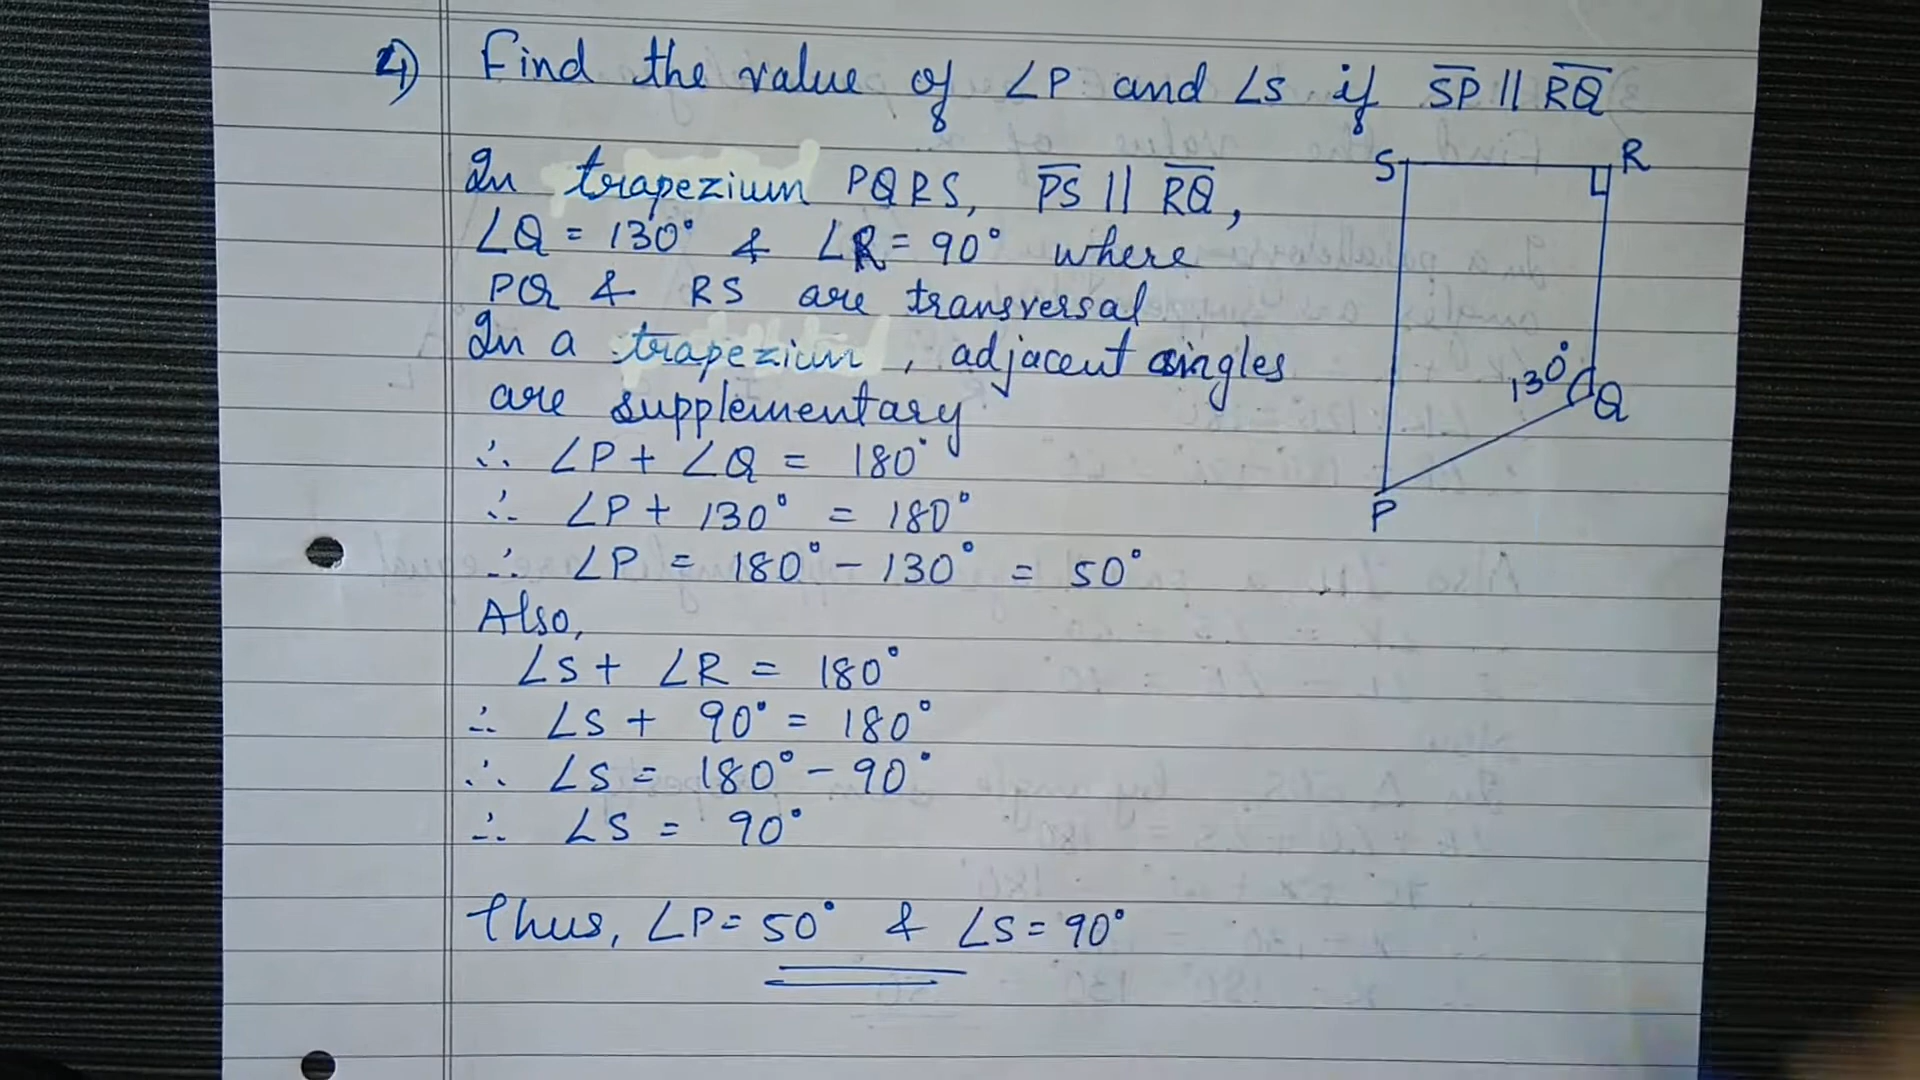 4) Find the value of ∠P and ∠S if SP || RQ
In trapezium PQRS, PS || RQ,
∠Q = 130° & ∠R = 90° where
PQ & RS are transversal
In a trapezium, adjacent angles
are supplementary
∴ ∠P + ∠Q = 180°
∴ ∠P + 130° = 180°
∴ ∠P = 180° - 130° = 50°
Also,
∠S + ∠R = 180°
∴ ∠S + 90° = 180°
∴ ∠S = 180° - 90°
∴ ∠S = 90°
Thus, ∠P = 50° & ∠S = 90°
S R
130° Q
P